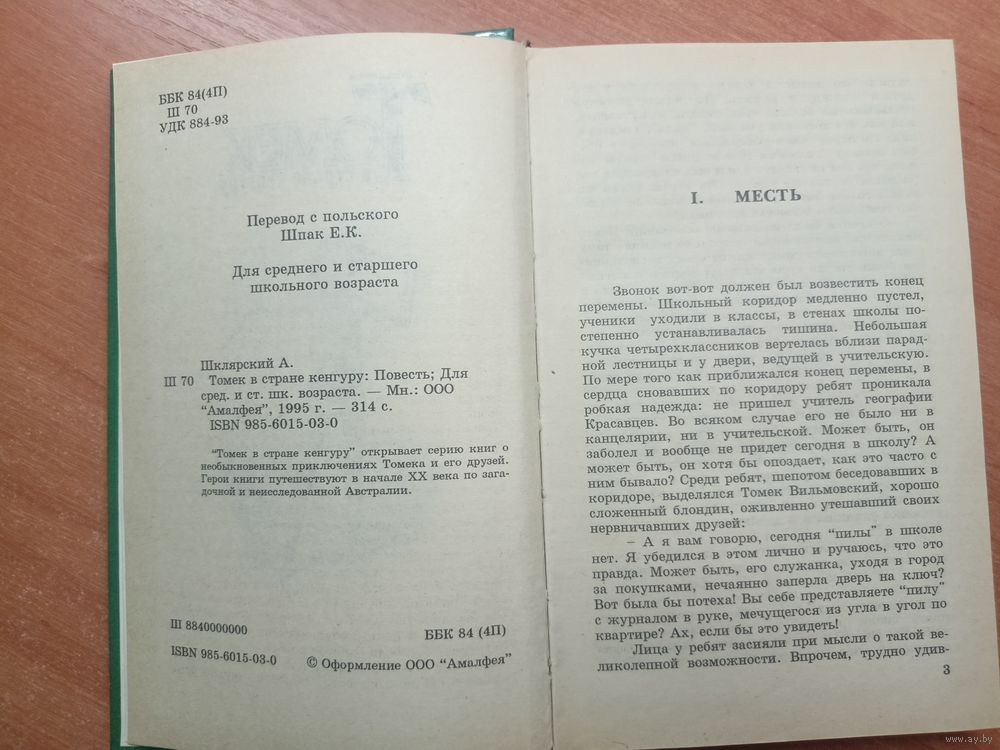 ББК 84(4П)
Ш 70
УДК 884-93
Перевод с польского
Шпак Е.К.
Для среднего и старшего
школьного возраста
Шклярский А.
Ш 70 Томек в стране кенгуру: Повесть; Для
сред. и ст. шк. возраста. — Мн.: ООО
"Амалфея", 1995 г. — 314 с.
ISBN 985-6015-03-0
"Томек в стране кенгуру" открывает серию книг о
необыкновенных приключениях Томека и его друзей.
Герои книги путешествуют в начале XX века по зага-
дочной и неисследованной Австралии.
Ш 8840000000
ББК 84 (4П)
ISBN 985-6015-03-0
© Оформление ООО "Амалфея"
I. МЕСТЬ
Звонок вот-вот должен был возвестить конец
перемены. Школьный коридор медленно пустел,
ученики уходили в классы, в стенах школы по-
степенно устанавливалась тишина. Небольшая
кучка четырехклассников вертелась вблизи парад-
ной лестницы и у двери, ведущей в учительскую.
По мере того как приближался конец перемены, в
сердца сновавших по коридору ребят проникала
робкая надежда: не пришел учитель географии
Красавцев. Во всяком случае его не было ни в
канцелярии, ни в учительской. Может быть, он
заболел и вообще не придет сегодня в школу? А
может быть, он хотя бы опоздает, как это часто с
ним бывало? Среди ребят, шепотом беседовавших в
коридоре, выделялся Томек Вильмовский, хорошо
сложенный блондин, оживленно утешавший своих
нервничавших друзей:
– А я вам говорю, сегодня "пилы" в школе
нет. Я убедился в этом лично и ручаюсь, что это
правда. Может быть, его служанка, уходя в город
за покупками, нечаянно заперла дверь на ключ?
Вот была бы потеха! Вы себе представляете "пилу"
с журналом в руке, мечущегося из угла в угол по
квартире? Ах, если бы это увидеть!
Лица у ребят засияли при мысли о такой ве-
ликолепной возможности. Впрочем, трудно удив-
3
www.ay.by